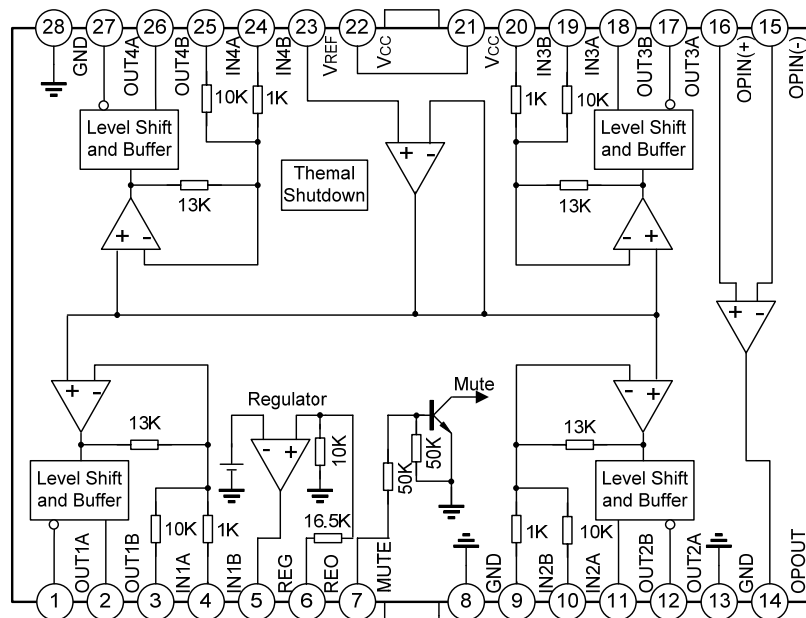 28 27 26 25 24 23 22 21 20 19 18 17 16 15
GND OUT4A OUT4B IN4A IN4B VREF VCC VCC IN3B IN3A OUT3B OUT3A OPIN(+) OPIN(-)
10K 1K 1K 10K
Level Shift
and Buffer
Level Shift
and Buffer
Themal
Shutdown
+ -
13K 13K
+ - - +
+ -
+ - - +
Regulator
Mute
13K 13K
- +
10K
50K
50K
Level Shift
and Buffer
Level Shift
and Buffer
10K 1K
16.5K
1K 10K
OUT1A OUT1B IN1A IN1B REG REO MUTE GND IN2B IN2A OUT2B OUT2A GND OPOUT
1 2 3 4 5 6 7 8 9 10 11 12 13 14